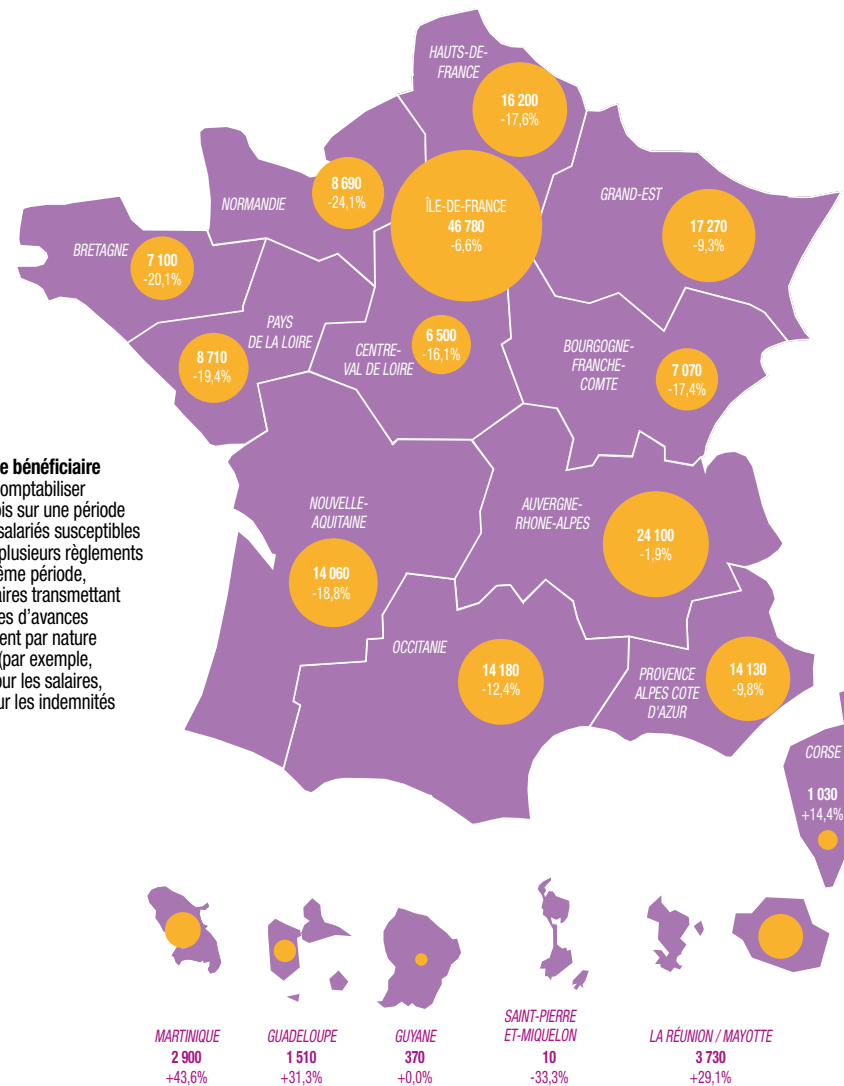 HAUTS-DE-
FRANCE
16 200
-17,6%
NORMANDIE
8 690
-24,1%
ÎLE-DE-FRANCE
46 780
-6,6%
GRAND-EST
17 270
-9,3%
BRETAGNE
7 100
-20,1%
PAYS
DE LA LOIRE
8 710
-19,4%
CENTRE-
VAL DE LOIRE
6 500
-16,1%
BOURGOGNE-
FRANCHE-
COMTE
7 070
-17,4%
e bénéficiaire
omptabiliser
ois sur une période
salariés susceptibles
plusieurs règlements
ême période,
aires transmettant
es d'avances
ent par nature
(par exemple,
our les salaires,
ur les indemnités
NOUVELLE-
AQUITAINE
14 060
-18,8%
AUVERGNE-
RHONE-ALPES
24 100
-1,9%
OCCITANIE
14 180
-12,4%
PROVENCE
ALPES COTE
D'AZUR
14 130
-9,8%
CORSE
1 030
+14,4%
MARTINIQUE
2 900
+43,6%
GUADELOUPE
1 510
+31,3%
GUYANE
370
+0,0%
SAINT-PIERRE
ET-MIQUELON
10
-33,3%
LA RÉUNION / MAYOTTE
3 730
+29,1%